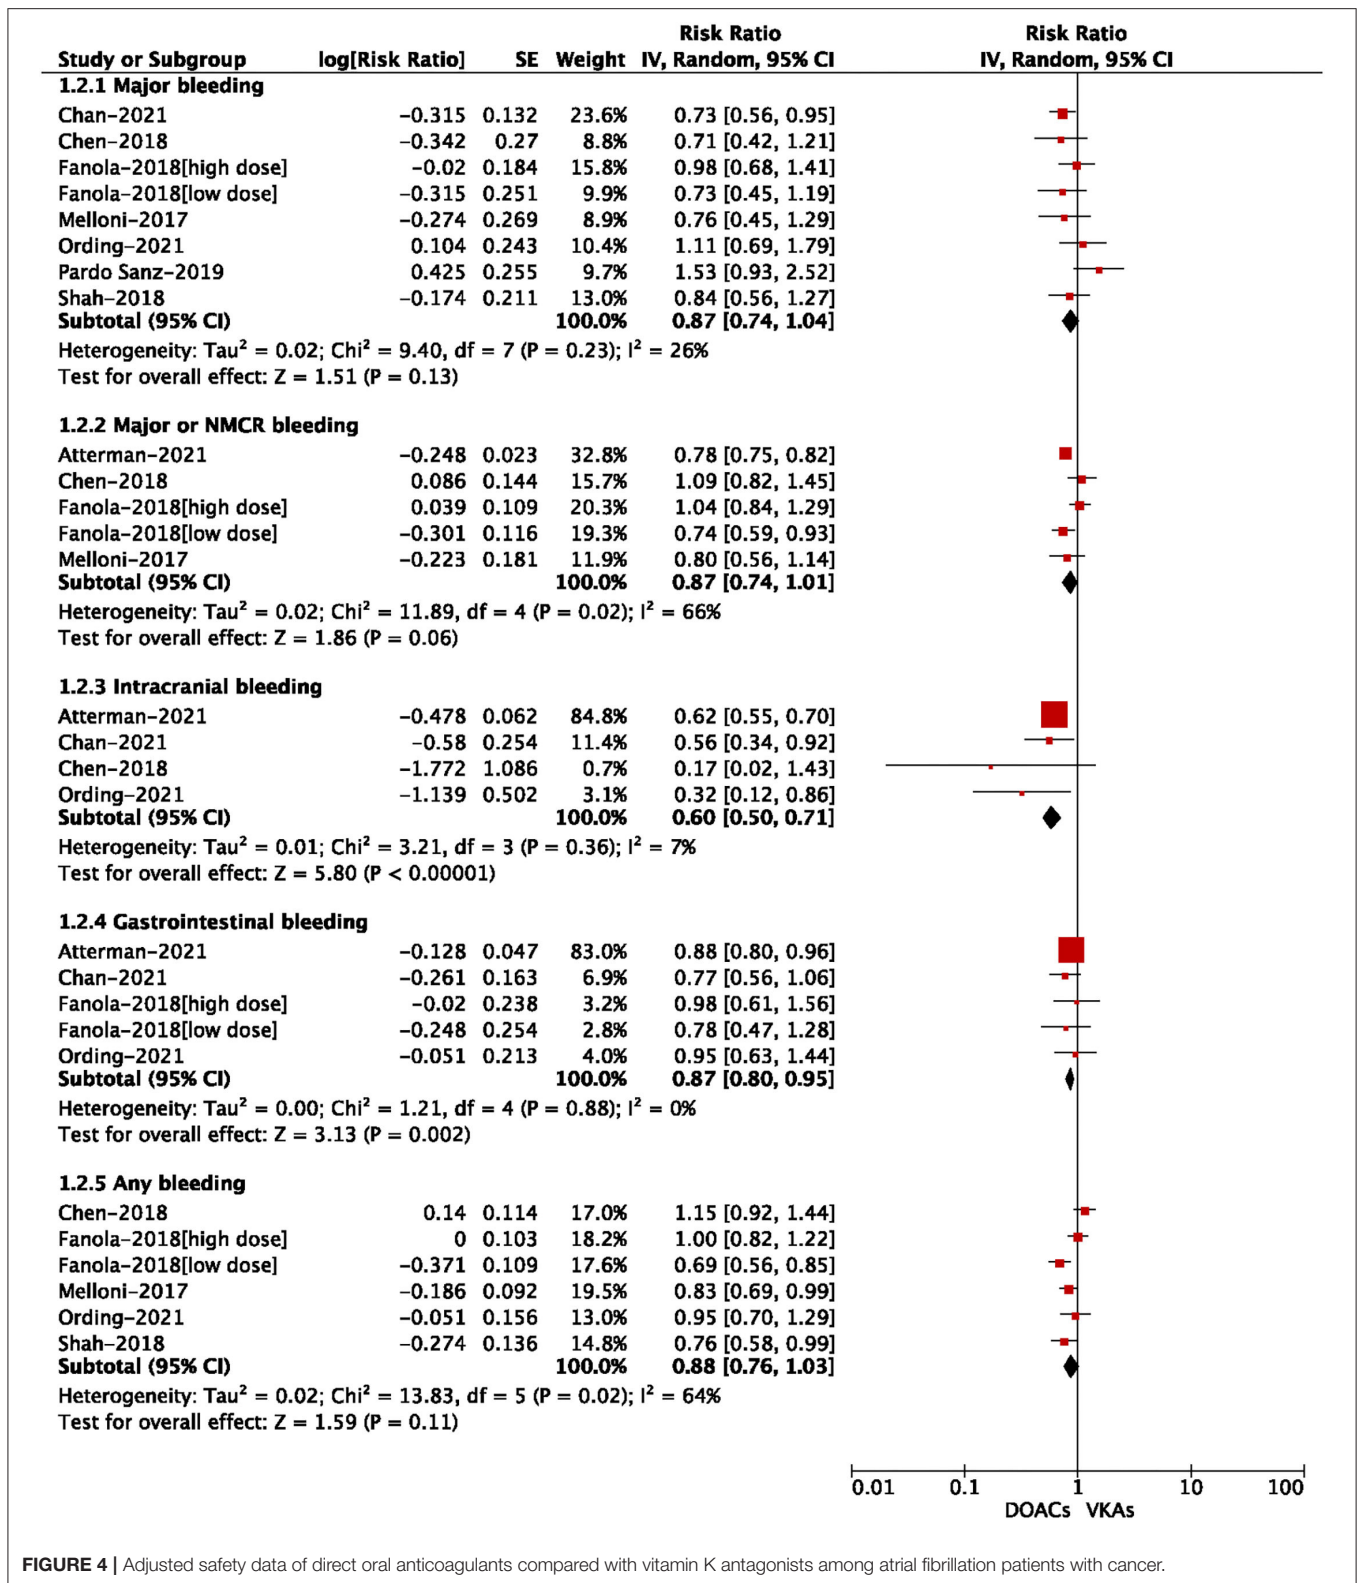 Risk Ratio Risk Ratio
Study or Subgroup log[Risk Ratio] SE Weight IV, Random, 95% CI IV, Random, 95% CI
1.2.1 Major bleeding
Chan−2021 −0.315 0.132 23.6% 0.73 [0.56, 0.95]
Chen−2018 −0.342 0.27 8.8% 0.71 [0.42, 1.21]
Fanola−2018[high dose] −0.02 0.184 15.8% 0.98 [0.68, 1.41]
Fanola−2018[low dose] −0.315 0.251 9.9% 0.73 [0.45, 1.19]
Melloni−2017 −0.274 0.269 8.9% 0.76 [0.45, 1.29]
Ording−2021 0.104 0.243 10.4% 1.11 [0.69, 1.79]
Pardo Sanz−2019 0.425 0.255 9.7% 1.53 [0.93, 2.52]
Shah−2018 −0.174 0.211 13.0% 0.84 [0.56, 1.27]
Subtotal (95% CI) 100.0% 0.87 [0.74, 1.04]
Heterogeneity: Tau² = 0.02; Chi² = 9.40, df = 7 (P = 0.23); I² = 26%
Test for overall effect: Z = 1.51 (P = 0.13)
1.2.2 Major or NMCR bleeding
Atterman−2021 −0.248 0.023 32.8% 0.78 [0.75, 0.82]
Chen−2018 0.086 0.144 15.7% 1.09 [0.82, 1.45]
Fanola−2018[high dose] 0.039 0.109 20.3% 1.04 [0.84, 1.29]
Fanola−2018[low dose] −0.301 0.116 19.3% 0.74 [0.59, 0.93]
Melloni−2017 −0.223 0.181 11.9% 0.80 [0.56, 1.14]
Subtotal (95% CI) 100.0% 0.87 [0.74, 1.01]
Heterogeneity: Tau² = 0.02; Chi² = 11.89, df = 4 (P = 0.02); I² = 66%
Test for overall effect: Z = 1.86 (P = 0.06)
1.2.3 Intracranial bleeding
Atterman−2021 −0.478 0.062 84.8% 0.62 [0.55, 0.70]
Chan−2021 −0.58 0.254 11.4% 0.56 [0.34, 0.92]
Chen−2018 −1.772 1.086 0.7% 0.17 [0.02, 1.43]
Ording−2021 −1.139 0.502 3.1% 0.32 [0.12, 0.86]
Subtotal (95% CI) 100.0% 0.60 [0.50, 0.71]
Heterogeneity: Tau² = 0.01; Chi² = 3.21, df = 3 (P = 0.36); I² = 7%
Test for overall effect: Z = 5.80 (P < 0.00001)
1.2.4 Gastrointestinal bleeding
Atterman−2021 −0.128 0.047 83.0% 0.88 [0.80, 0.96]
Chan−2021 −0.261 0.163 6.9% 0.77 [0.56, 1.06]
Fanola−2018[high dose] −0.02 0.238 3.2% 0.98 [0.61, 1.56]
Fanola−2018[low dose] −0.248 0.254 2.8% 0.78 [0.47, 1.28]
Ording−2021 −0.051 0.213 4.0% 0.95 [0.63, 1.44]
Subtotal (95% CI) 100.0% 0.87 [0.80, 0.95]
Heterogeneity: Tau² = 0.00; Chi² = 1.21, df = 4 (P = 0.88); I² = 0%
Test for overall effect: Z = 3.13 (P = 0.002)
1.2.5 Any bleeding
Chen−2018 0.14 0.114 17.0% 1.15 [0.92, 1.44]
Fanola−2018[high dose] 0 0.103 18.2% 1.00 [0.82, 1.22]
Fanola−2018[low dose] −0.371 0.109 17.6% 0.69 [0.56, 0.85]
Melloni−2017 −0.186 0.092 19.5% 0.83 [0.69, 0.99]
Ording−2021 −0.051 0.156 13.0% 0.95 [0.70, 1.29]
Shah−2018 −0.274 0.136 14.8% 0.76 [0.58, 0.99]
Subtotal (95% CI) 100.0% 0.88 [0.76, 1.03]
Heterogeneity: Tau² = 0.02; Chi² = 13.83, df = 5 (P = 0.02); I² = 64%
Test for overall effect: Z = 1.59 (P = 0.11)
0.01 0.1 1 10 100
DOACs VKAs
FIGURE 4 | Adjusted safety data of direct oral anticoagulants compared with vitamin K antagonists among atrial fibrillation patients with cancer.